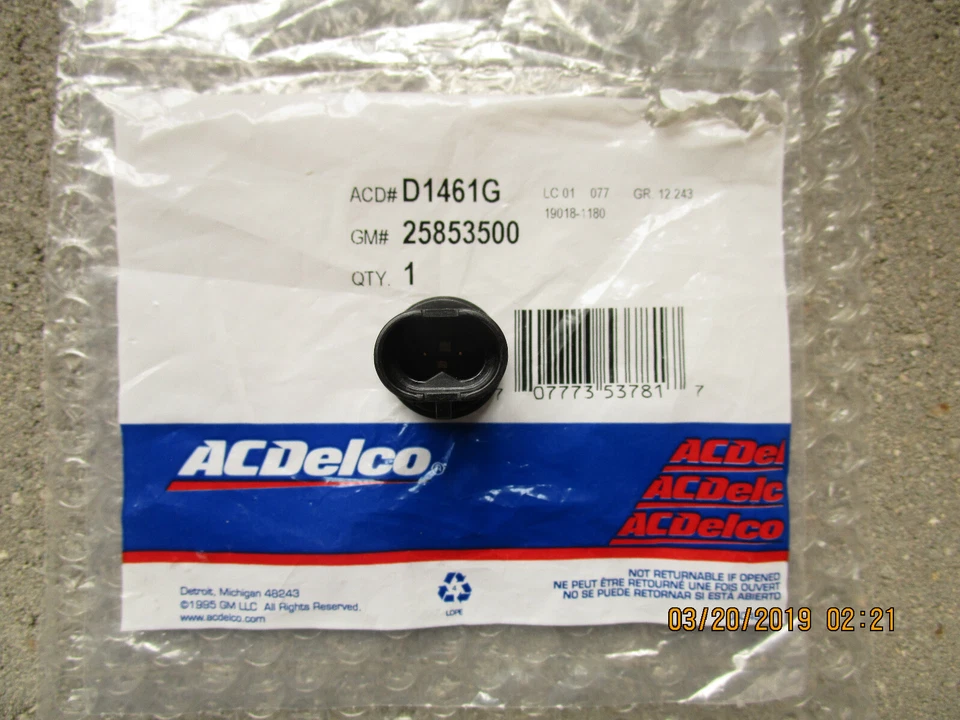 ACD# D1461G
GM# 25853500
QTY. 1
LC 01 077 GR 12.243
19018-1180
7 07773 53781 7
ACDelco®
ACDel
ACDelc
ACDelco
Detroit, Michigan 48243
©1995 GM LLC All Rights Reserved.
www.acdelco.com
4
LDPE
NOT RETURNABLE IF OPENED
NE PEUT ÊTRE RETOURNÉ UNE FOIS OUVERT
NO SE PUEDE RETORNAR SI ESTÁ ABIERTO
03/20/2019 02:21